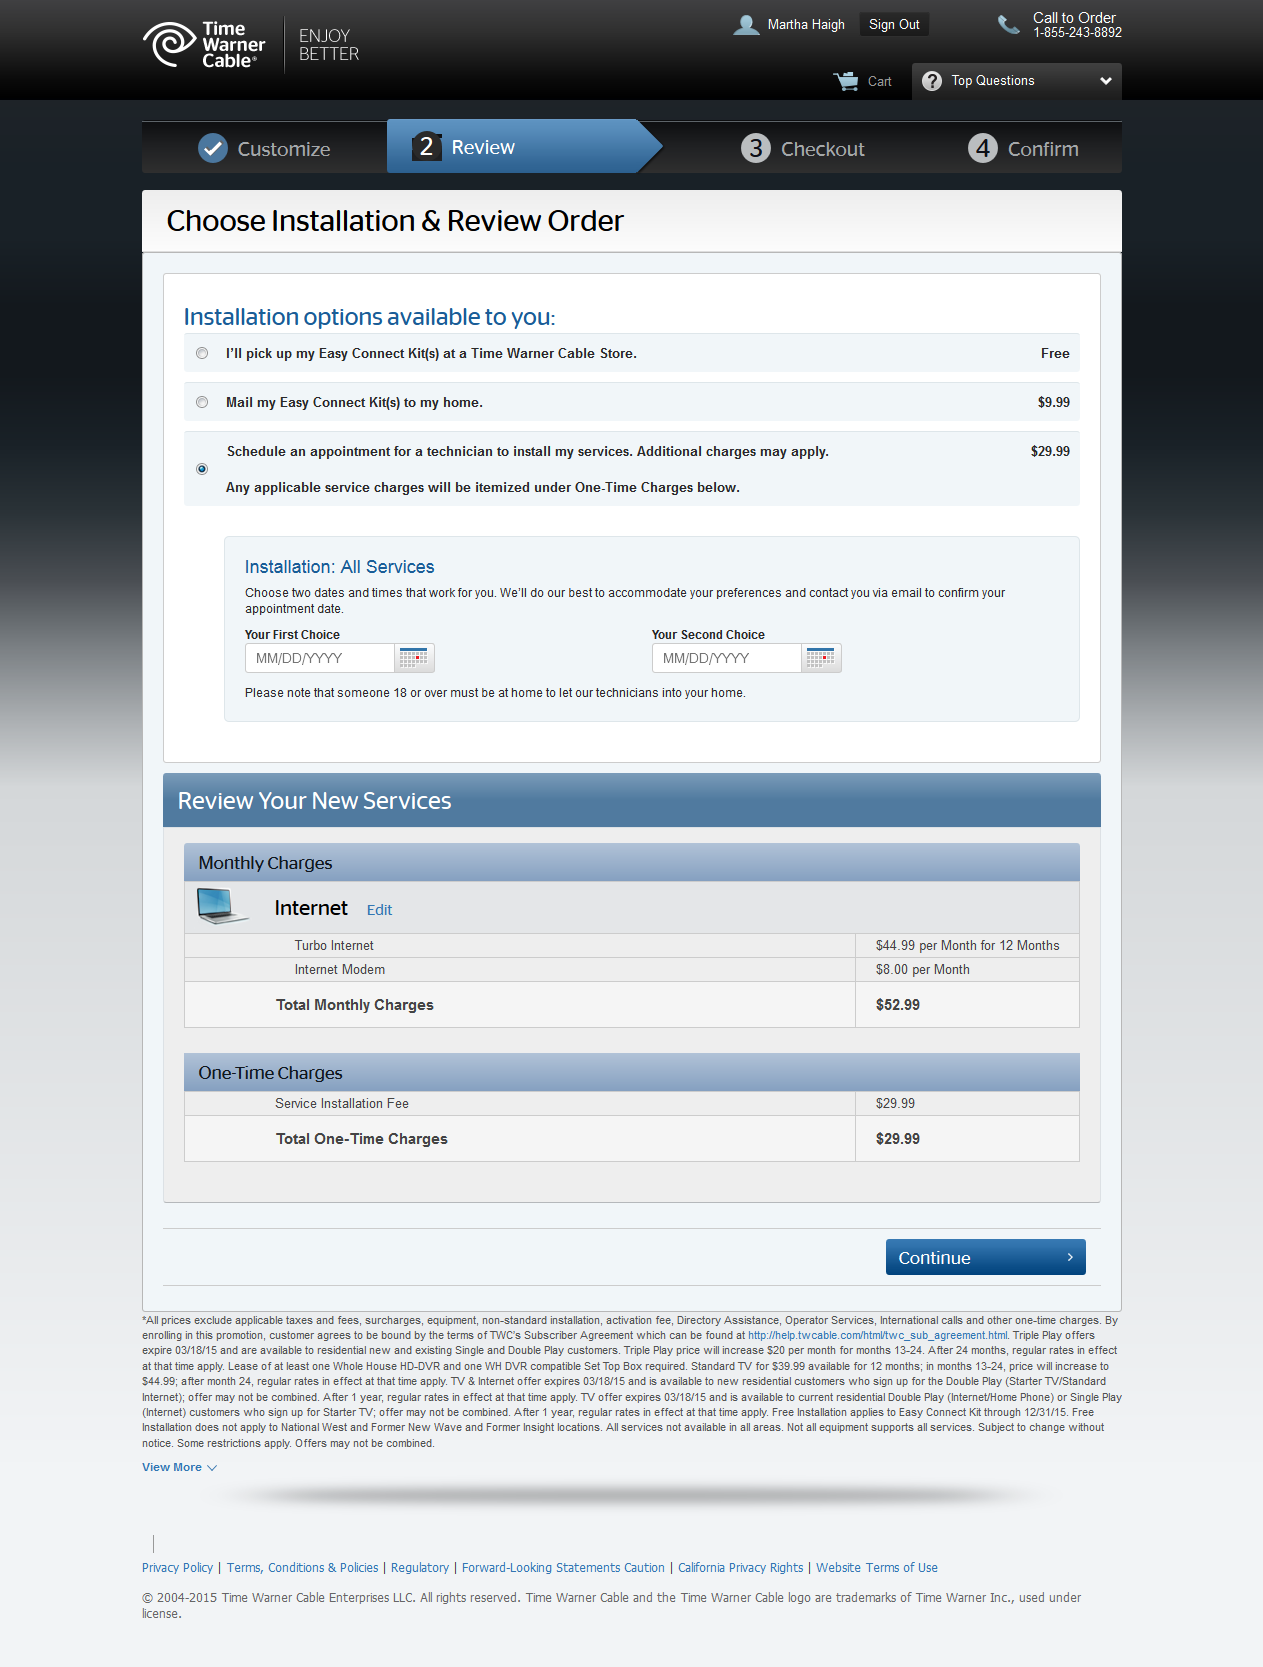 Time
Warner
Cable®
ENJOY
BETTER
Martha Haigh
Sign Out
Call to Order
1-855-243-8892
Cart
? Top Questions
Customize
2 Review
3 Checkout
4 Confirm
Choose Installation & Review Order
Installation options available to you:
I'll pick up my Easy Connect Kit(s) at a Time Warner Cable Store. Free
Mail my Easy Connect Kit(s) to my home. $9.99
Schedule an appointment for a technician to install my services. Additional charges may apply. $29.99
Any applicable service charges will be itemized under One-Time Charges below.
Installation: All Services
Choose two dates and times that work for you. We'll do our best to accommodate your preferences and contact you via email to confirm your
appointment date.
Your First Choice Your Second Choice
MM/DD/YYYY MM/DD/YYYY
Please note that someone 18 or over must be at home to let our technicians into your home.
Review Your New Services
Monthly Charges
Internet Edit
Turbo Internet $44.99 per Month for 12 Months
Internet Modem $8.00 per Month
Total Monthly Charges $52.99
One-Time Charges
Service Installation Fee $29.99
Total One-Time Charges $29.99
Continue ›
*All prices exclude applicable taxes and fees, surcharges, equipment, non-standard installation, activation fee, Directory Assistance, Operator Services, International calls and other one-time charges. By
enrolling in this promotion, customer agrees to be bound by the terms of TWC's Subscriber Agreement which can be found at http://help.twcable.com/html/twc_sub_agreement.html. Triple Play offers
expire 03/18/15 and are available to residential new and existing Single and Double Play customers. Triple Play price will increase $20 per month for months 13-24. After 24 months, regular rates in effect
at that time apply. Lease of at least one Whole House HD-DVR and one WH DVR compatible Set Top Box required. Standard TV for $39.99 available for 12 months; in months 13-24, price will increase to
$44.99; after month 24, regular rates in effect at that time apply. TV & Internet offer expires 03/18/15 and is available to new residential customers who sign up for the Double Play (Starter TV/Standard
Internet); offer may not be combined. After 1 year, regular rates in effect at that time apply. TV offer expires 03/18/15 and is available to current residential Double Play (Internet/Home Phone) or Single Play
(Internet) customers who sign up for Starter TV; offer may not be combined. After 1 year, regular rates in effect at that time apply. Free Installation applies to Easy Connect Kit through 12/31/15. Free
Installation does not apply to National West and Former New Wave and Former Insight locations. All services not available in all areas. Not all equipment supports all services. Subject to change without
notice. Some restrictions apply. Offers may not be combined.
View More
Privacy Policy | Terms, Conditions & Policies | Regulatory | Forward-Looking Statements Caution | California Privacy Rights | Website Terms of Use
© 2004-2015 Time Warner Cable Enterprises LLC. All rights reserved. Time Warner Cable and the Time Warner Cable logo are trademarks of Time Warner Inc., used under
license.